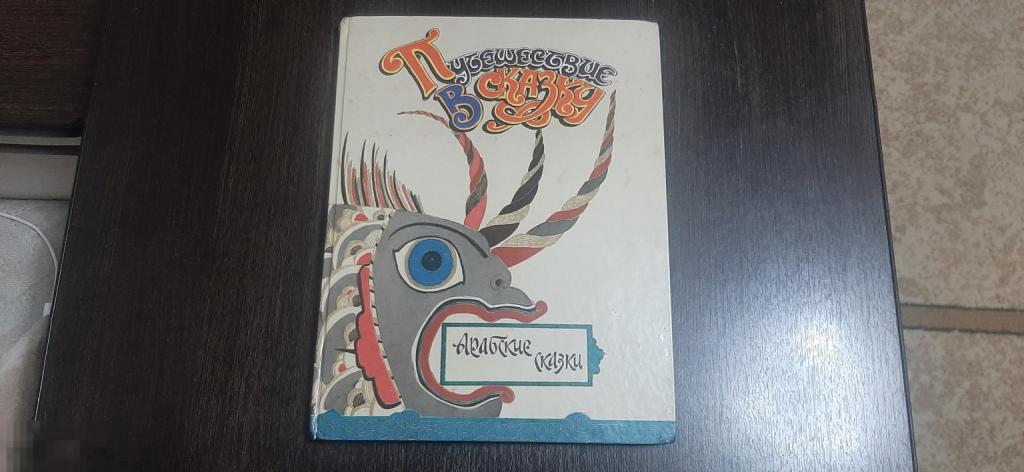 Путешествие
в сказку
Арабские
сказки